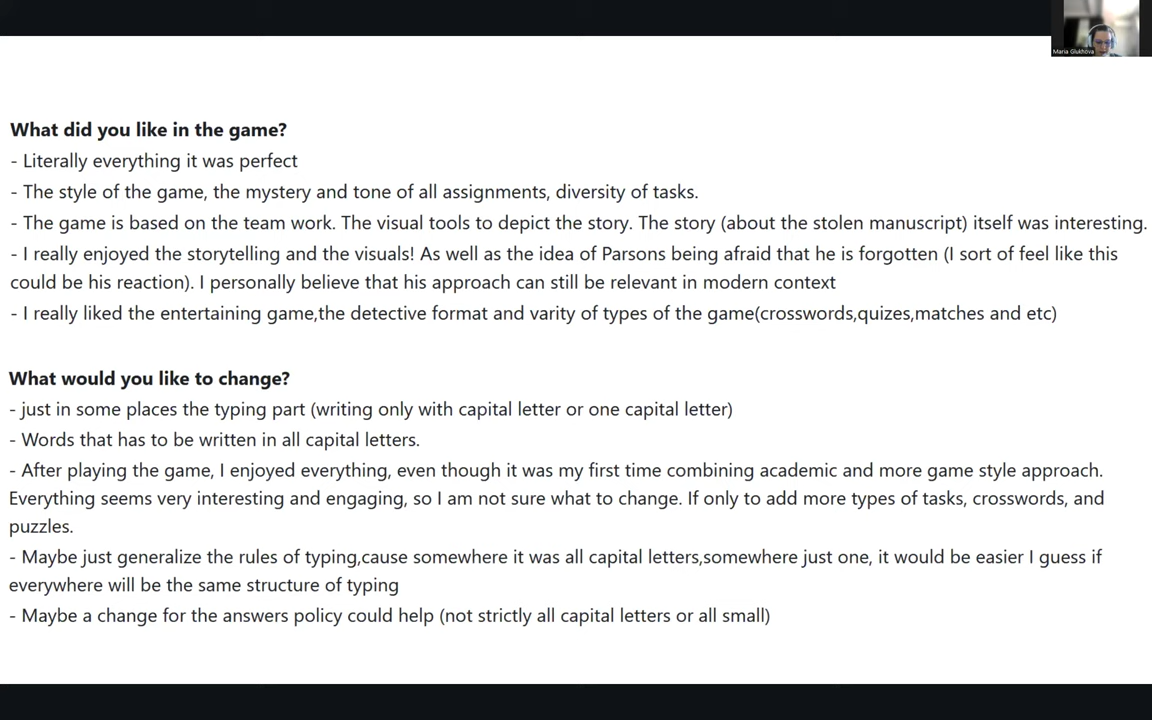 Maria Glukhova
What did you like in the game?
- Literally everything it was perfect
- The style of the game, the mystery and tone of all assignments, diversity of tasks.
- The game is based on the team work. The visual tools to depict the story. The story (about the stolen manuscript) itself was interesting.
- I really enjoyed the storytelling and the visuals! As well as the idea of Parsons being afraid that he is forgotten (I sort of feel like this
could be his reaction). I personally believe that his approach can still be relevant in modern context
- I really liked the entertaining game,the detective format and varity of types of the game(crosswords,quizes,matches and etc)
What would you like to change?
- just in some places the typing part (writing only with capital letter or one capital letter)
- Words that has to be written in all capital letters.
- After playing the game, I enjoyed everything, even though it was my first time combining academic and more game style approach.
Everything seems very interesting and engaging, so I am not sure what to change. If only to add more types of tasks, crosswords, and
puzzles.
- Maybe just generalize the rules of typing,cause somewhere it was all capital letters,somewhere just one, it would be easier I guess if
everywhere will be the same structure of typing
- Maybe a change for the answers policy could help (not strictly all capital letters or all small)